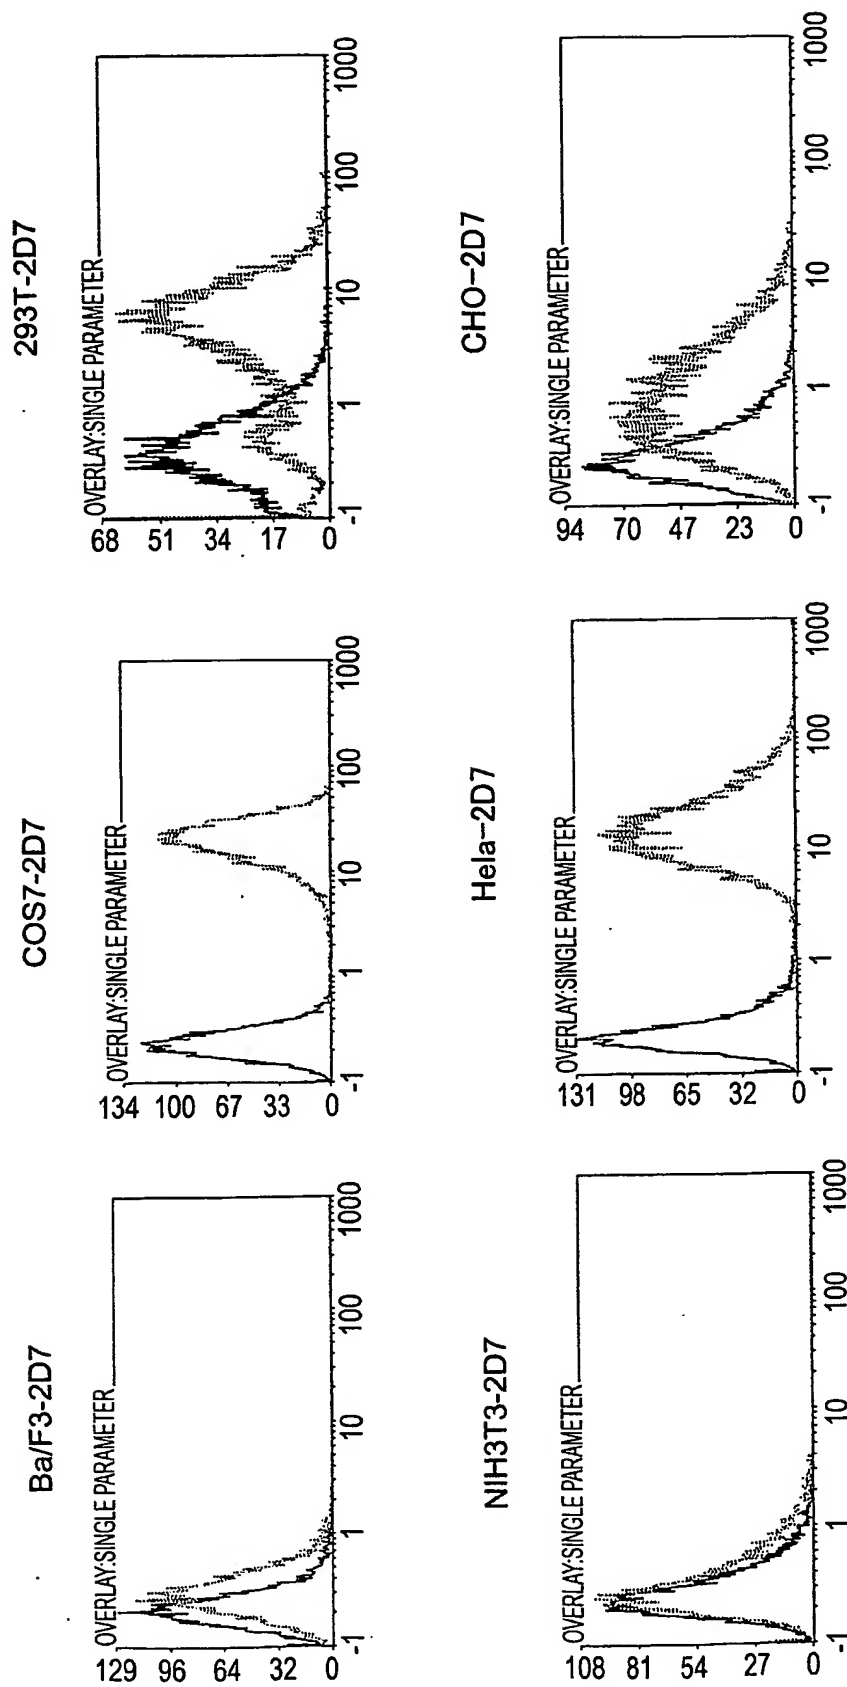 Ba/F3-2D7
OVERLAY:SINGLE PARAMETER
129
96
64
32
0
-1 1 10 100 1000
COS7-2D7
OVERLAY:SINGLE PARAMETER
134
100
67
33
0
-1 1 10 100 1000
293T-2D7
OVERLAY:SINGLE PARAMETER
68
51
34
17
0
-1 1 10 100 1000
NIH3T3-2D7
OVERLAY:SINGLE PARAMETER
108
81
54
27
0
-1 1 10 100 1000
Hela-2D7
OVERLAY:SINGLE PARAMETER
131
98
65
32
0
-1 1 10 100 1000
CHO-2D7
OVERLAY:SINGLE PARAMETER
94
70
47
23
0
-1 1 10 100 1000